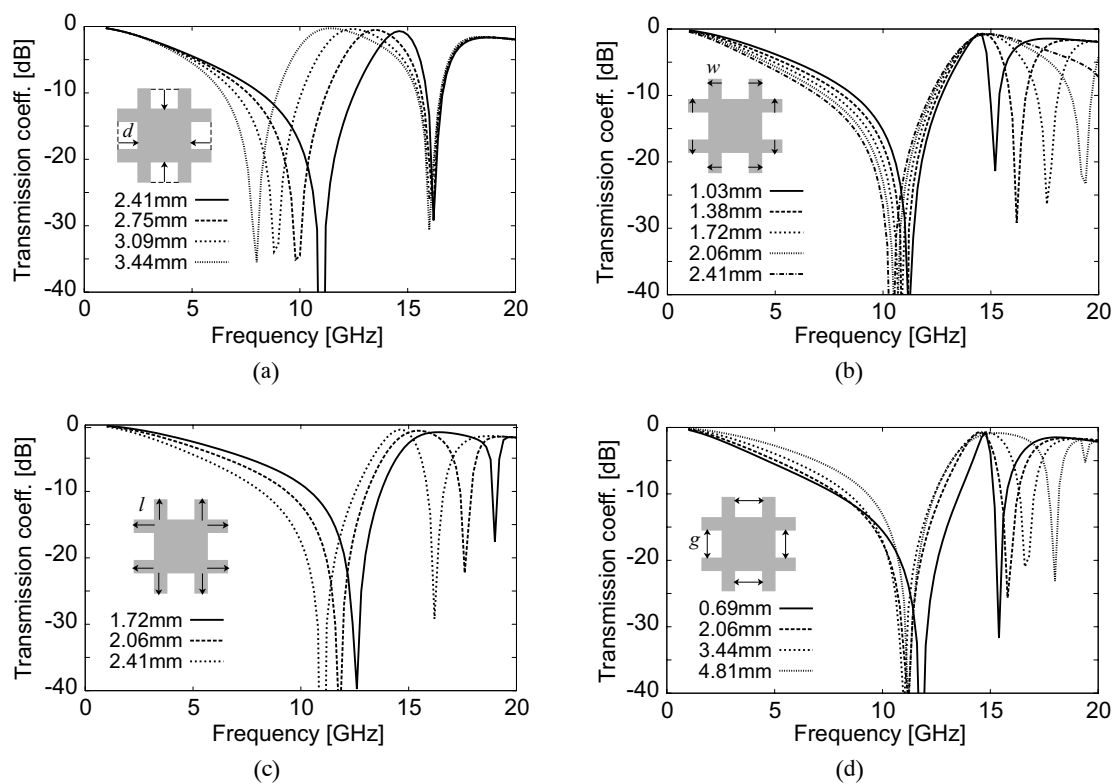 Transmission coeff. [dB]
0
-10
-20
-30
-40
d
2.41mm
2.75mm
3.09mm
3.44mm
0 5 10 15 20
Frequency [GHz]
(a)
Transmission coeff. [dB]
0
-10
-20
-30
-40
w
1.03mm
1.38mm
1.72mm
2.06mm
2.41mm
0 5 10 15 20
Frequency [GHz]
(b)
Transmission coeff. [dB]
0
-10
-20
-30
-40
l
1.72mm
2.06mm
2.41mm
0 5 10 15 20
Frequency [GHz]
(c)
Transmission coeff. [dB]
0
-10
-20
-30
-40
g
0.69mm
2.06mm
3.44mm
4.81mm
0 5 10 15 20
Frequency [GHz]
(d)